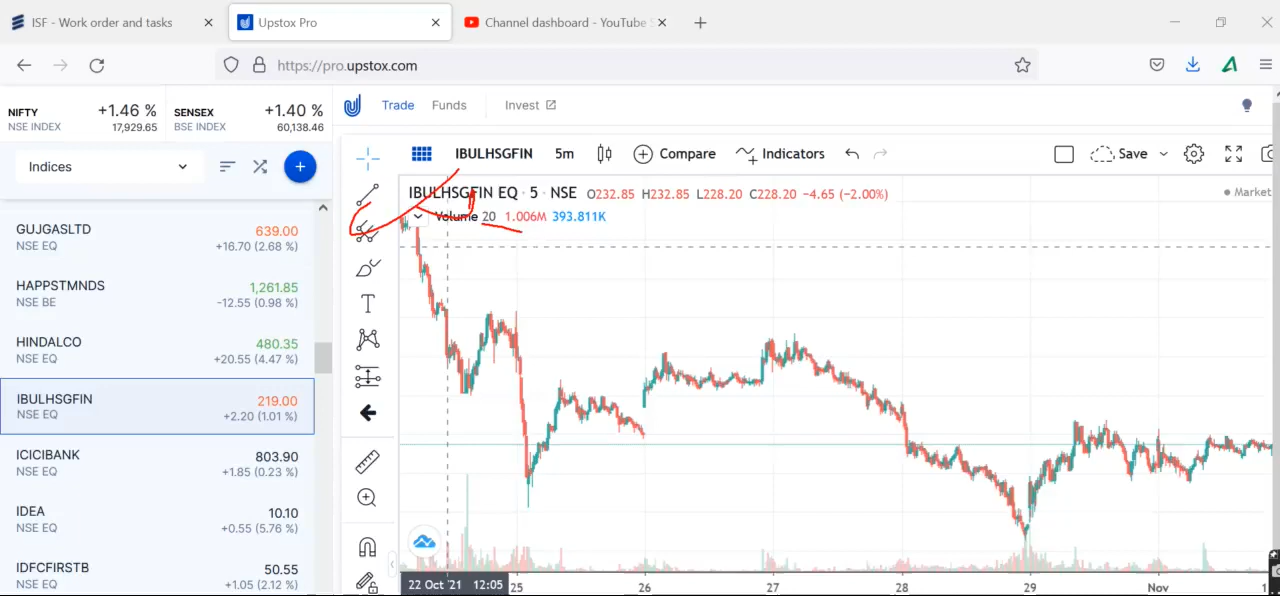 ISF - Work order and tasks
Upstox Pro
Channel dashboard - YouTube S
https://pro.upstox.com
NIFTY +1.46 %
NSE INDEX 17,929.65
SENSEX +1.40 %
BSE INDEX 60,138.46
Trade Funds Invest
Indices
IBULHSGFIN 5m Compare Indicators Save
IBULHSGFIN EQ · 5 · NSE O232.85 H232.85 L228.20 C228.20 -4.65 (-2.00%)
Market
Volume 20 1.006M 393.811K
GUJGASLTD 639.00
NSE EQ +16.70 (2.68 %)
HAPPSTMNDS 1,261.85
NSE BE -12.55 (0.98 %)
HINDALCO 480.35
NSE EQ +20.55 (4.47 %)
IBULHSGFIN 219.00
NSE EQ +2.20 (1.01 %)
ICICIBANK 803.90
NSE EQ +1.85 (0.23 %)
IDEA 10.10
NSE EQ +0.55 (5.76 %)
IDFCFIRSTB 50.55
NSE EQ +1.05 (2.12 %)
22 Oct '21 12:05 25 26 27 28 29 Nov 1